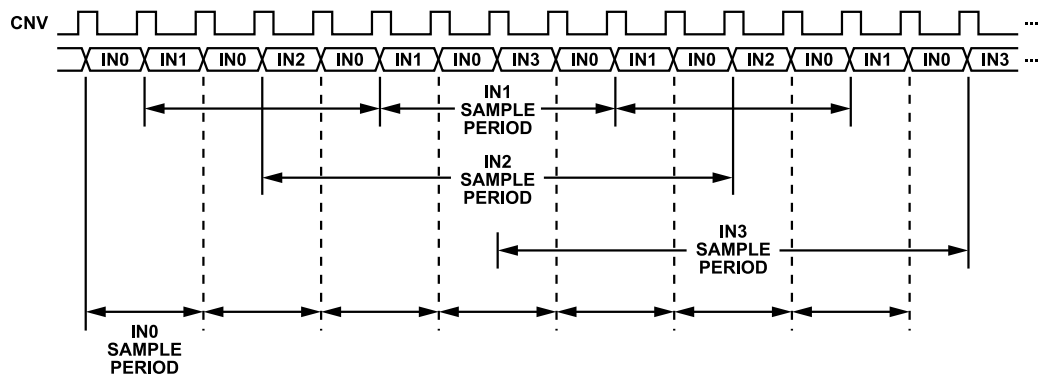 CNV ...
IN0 IN1 IN0 IN2 IN0 IN1 IN0 IN3 IN0 IN1 IN0 IN2 IN0 IN1 IN0 IN3 ...
IN1
SAMPLE
PERIOD
IN2
SAMPLE
PERIOD
IN3
SAMPLE
PERIOD
IN0
SAMPLE
PERIOD